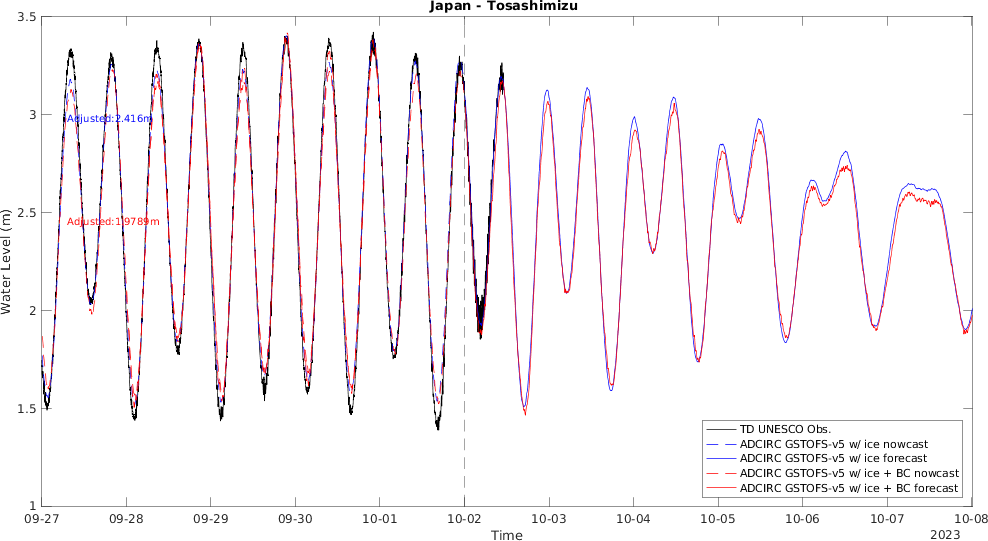 Japan - Tosashimizu
3.5
3
2.5
2
1.5
1
Water Level (m)
Adjusted:2.416m
Adjusted:1.9789m
TD UNESCO Obs.
ADCIRC GSTOFS-v5 w/ ice nowcast
ADCIRC GSTOFS-v5 w/ ice forecast
ADCIRC GSTOFS-v5 w/ ice + BC nowcast
ADCIRC GSTOFS-v5 w/ ice + BC forecast
09-27 09-28 09-29 09-30 10-01 10-02 10-03 10-04 10-05 10-06 10-07 10-08
Time
2023